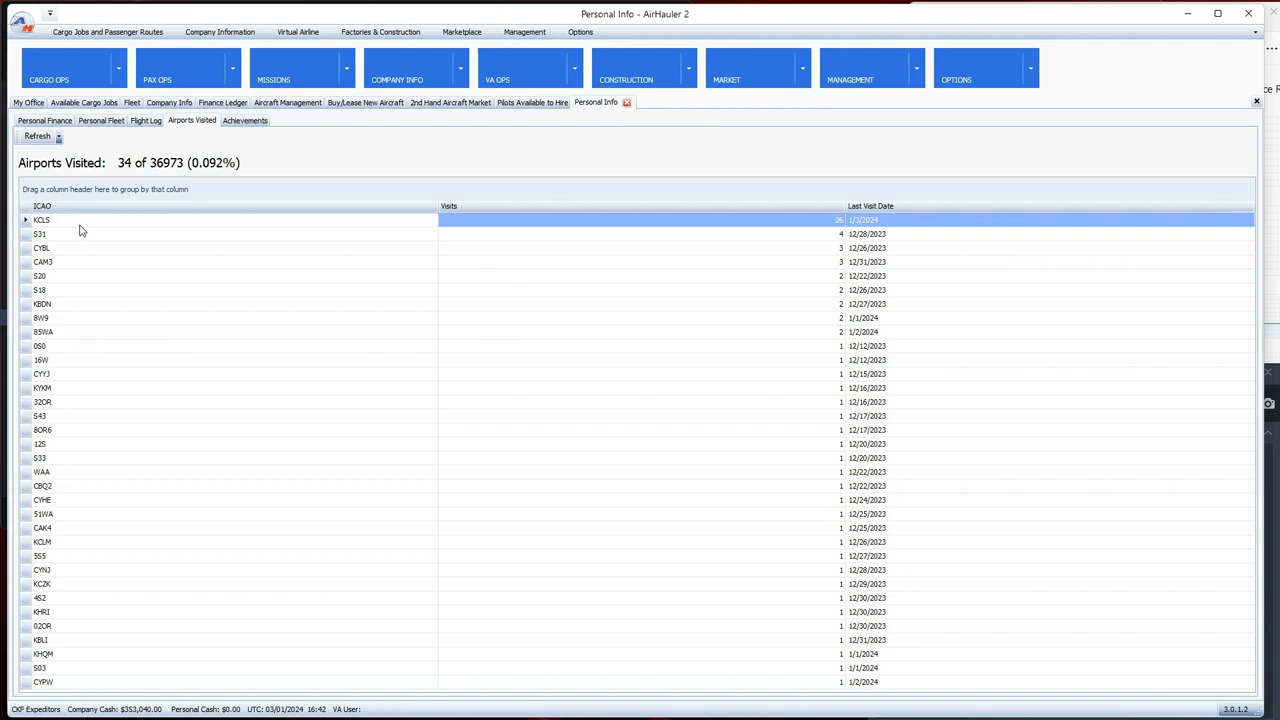 Personal Info - AirHauler 2
Cargo Jobs and Passenger Routes Company Information Virtual Airline Factories & Construction Marketplace Management Options
CARGO OPS PAX OPS MISSIONS COMPANY INFO VA OPS CONSTRUCTION MARKET MANAGEMENT OPTIONS
My Office Available Cargo Jobs Fleet Company Info Finance Ledger Aircraft Management Buy/Lease New Aircraft 2nd Hand Aircraft Market Pilots Available to Hire Personal Info
Personal Finance Personal Fleet Flight Log Airports Visited Achievements
Refresh
Airports Visited: 34 of 36973 (0.092%)
Drag a column header here to group by that column
ICAO Visits Last Visit Date
KCLS 26 1/3/2024
S31 4 12/28/2023
CYBL 3 12/26/2023
CAM3 3 12/31/2023
S20 2 12/22/2023
S18 2 12/26/2023
KBDN 2 12/27/2023
8W9 2 1/1/2024
85WA 2 1/2/2024
0S0 1 12/12/2023
16W 1 12/12/2023
CYYJ 1 12/15/2023
KYKM 1 12/16/2023
32OR 1 12/16/2023
S43 1 12/17/2023
8OR6 1 12/17/2023
12S 1 12/20/2023
S33 1 12/20/2023
WAA 1 12/22/2023
CBQ2 1 12/22/2023
CYHE 1 12/24/2023
51WA 1 12/25/2023
CAK4 1 12/25/2023
KCLM 1 12/26/2023
5S5 1 12/27/2023
CYNJ 1 12/28/2023
KCZK 1 12/29/2023
4S2 1 12/30/2023
KHRI 1 12/30/2023
02OR 1 12/30/2023
KBLI 1 12/31/2023
KHQM 1 1/1/2024
S03 1 1/1/2024
CYPW 1 1/2/2024
CKF Expeditors Company Cash: $353,040.00 Personal Cash: $0.00 UTC: 03/01/2024 16:42 VA User: 3.0.1.2